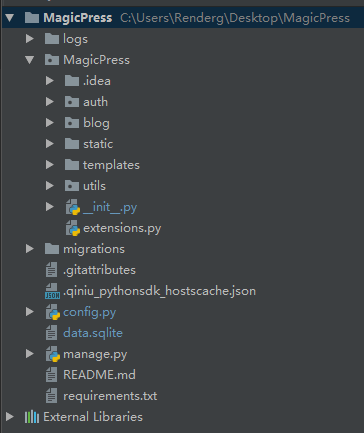 MagicPress C:\Users\Renderg\Desktop\MagicPress
logs
MagicPress
.idea
auth
blog
static
templates
utils
__init__.py
extensions.py
migrations
.gitattributes
.qiniu_pythonsdk_hostscache.json
config.py
data.sqlite
manage.py
README.md
requirements.txt
External Libraries